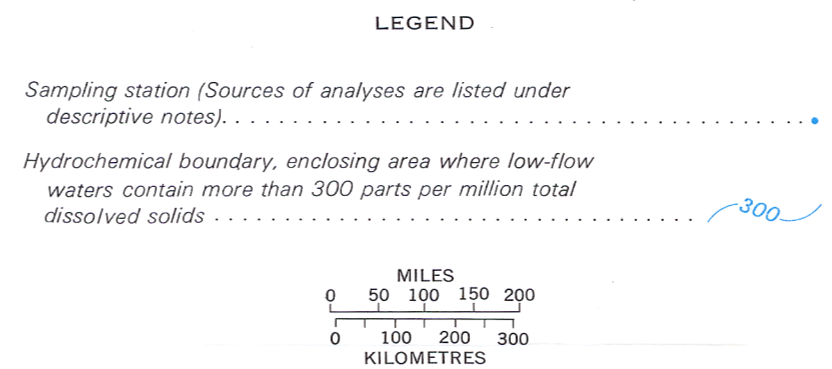 LEGEND
Sampling station (Sources of analyses are listed under
descriptive notes). . . . . . . . . . . . . . . . . . . . . . . . . . . . . . . . . . . . . . . . .
Hydrochemical boundary, enclosing area where low-flow
waters contain more than 300 parts per million total
dissolved solids . . . . . . . . . . . . . . . . . . . . . . . . . . . . . . . . . . 300
MILES
0 50 100 150 200
0 100 200 300
KILOMETRES